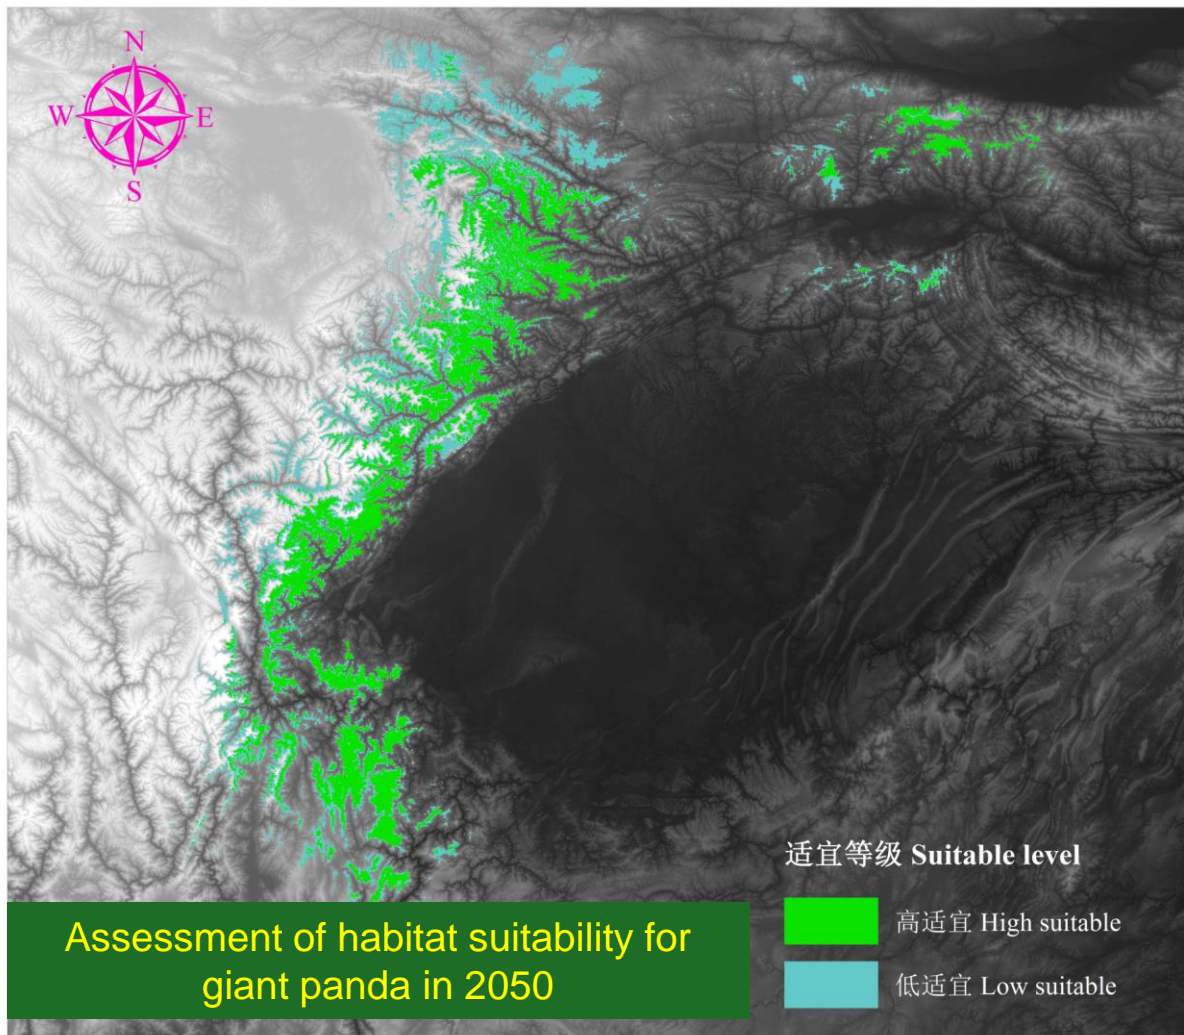 N
W
E
S
适宜等级 Suitable level
高适宜 High suitable
低适宜 Low suitable
Assessment of habitat suitability for
giant panda in 2050